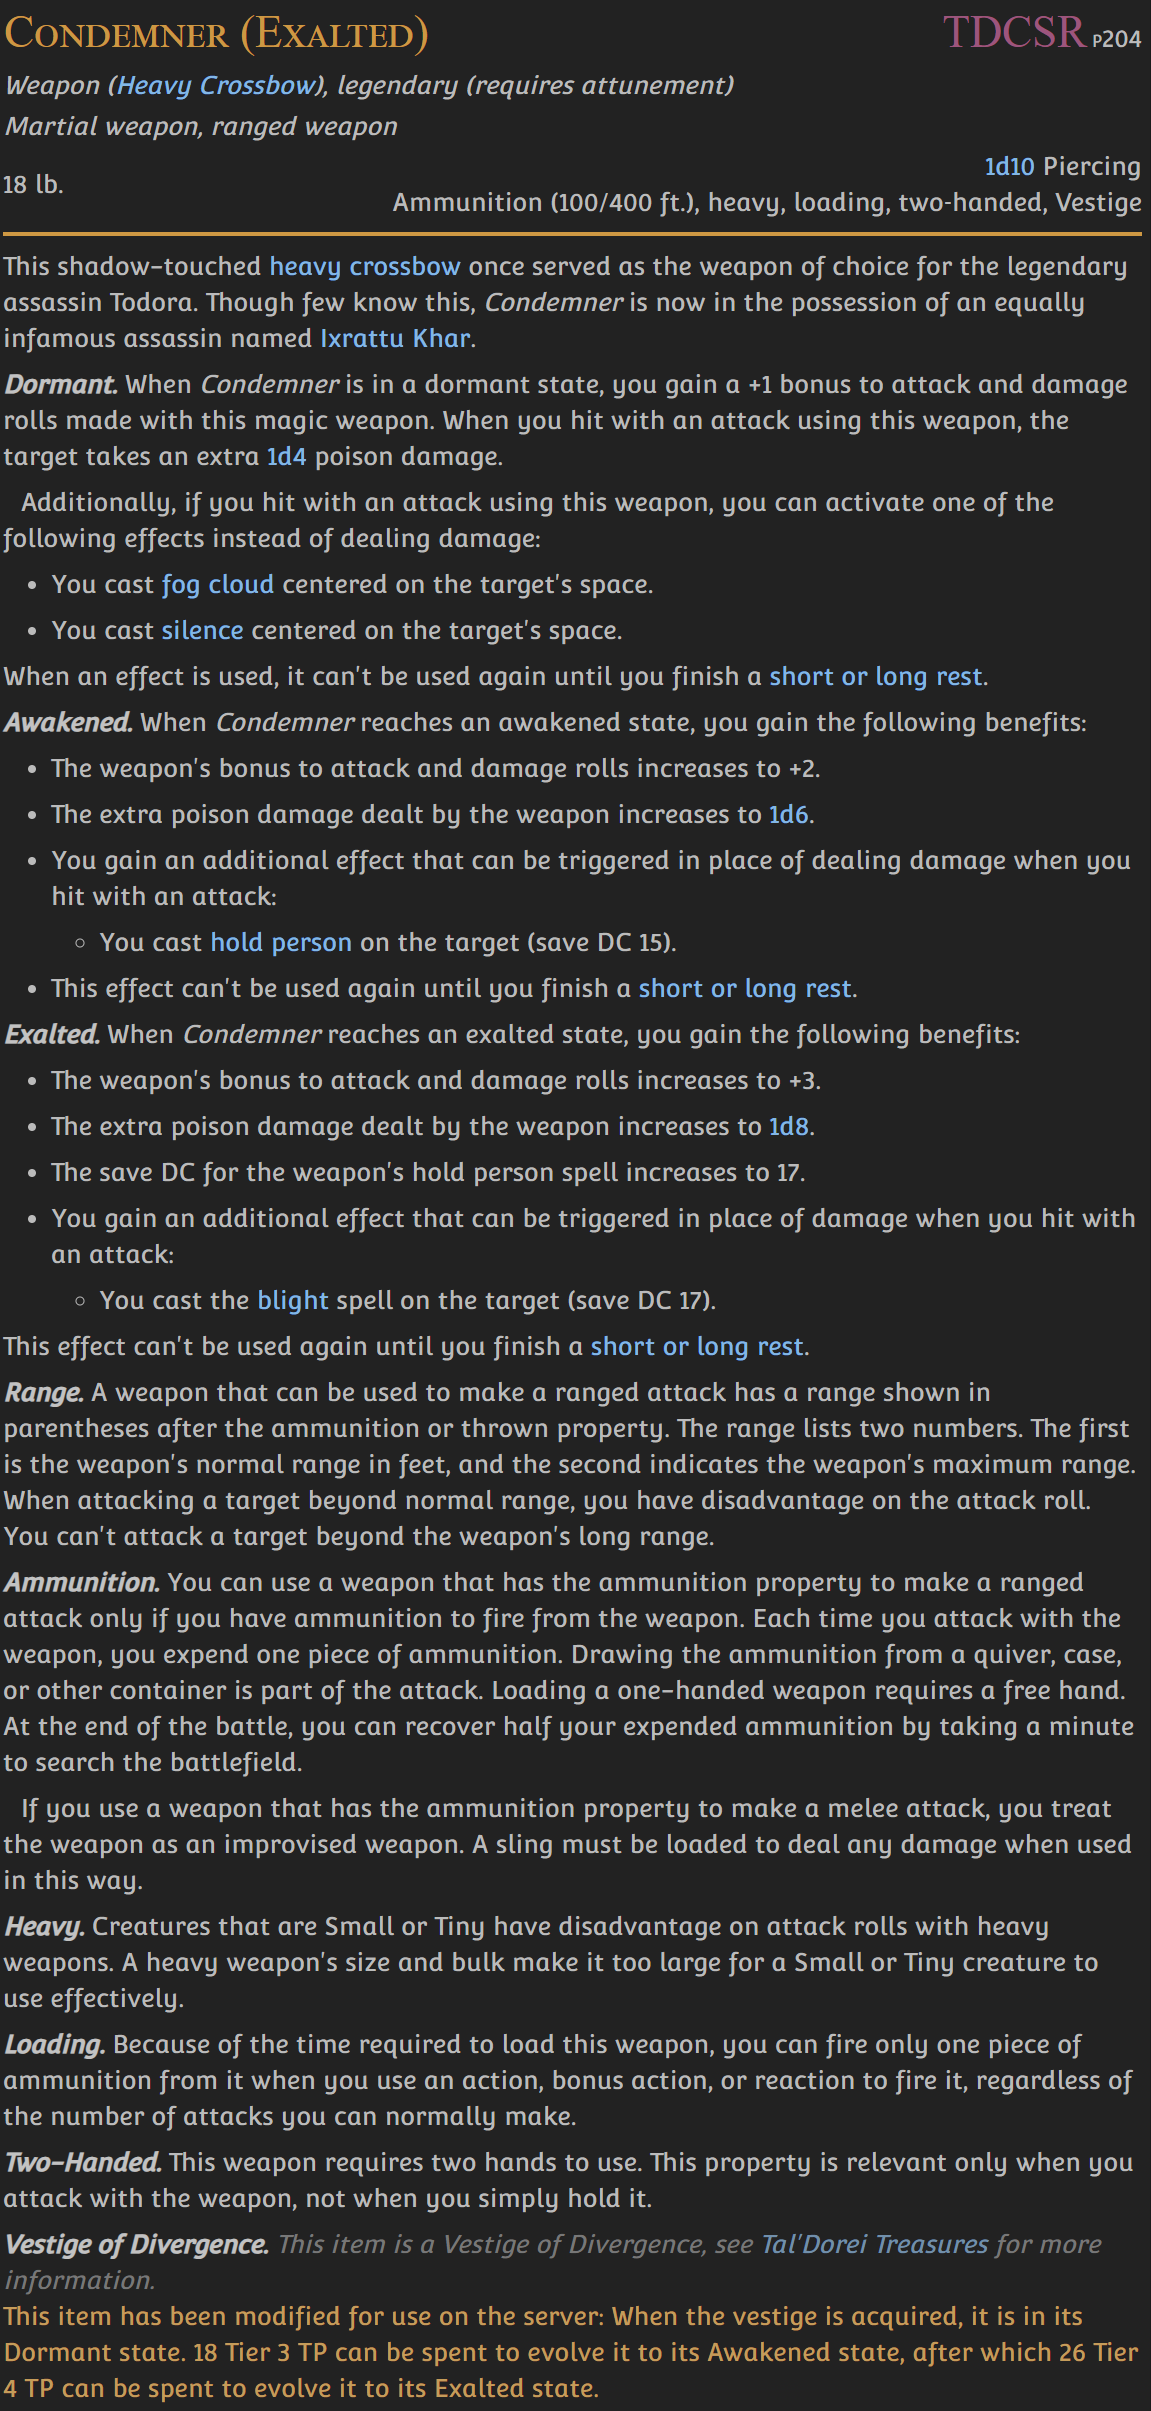 Condemner (Exalted)
TDCSR p204
Weapon (Heavy Crossbow), legendary (requires attunement)
Martial weapon, ranged weapon
18 lb.
1d10 Piercing
Ammunition (100/400 ft.), heavy, loading, two-handed, Vestige
This shadow-touched heavy crossbow once served as the weapon of choice for the legendary
assassin Todora. Though few know this, Condemner is now in the possession of an equally
infamous assassin named Ixrattu Khar.
Dormant. When Condemner is in a dormant state, you gain a +1 bonus to attack and damage
rolls made with this magic weapon. When you hit with an attack using this weapon, the
target takes an extra 1d4 poison damage.
Additionally, if you hit with an attack using this weapon, you can activate one of the
following effects instead of dealing damage:
• You cast fog cloud centered on the target's space.
• You cast silence centered on the target's space.
When an effect is used, it can't be used again until you finish a short or long rest.
Awakened. When Condemner reaches an awakened state, you gain the following benefits:
• The weapon's bonus to attack and damage rolls increases to +2.
• The extra poison damage dealt by the weapon increases to 1d6.
• You gain an additional effect that can be triggered in place of dealing damage when you
hit with an attack:
◦ You cast hold person on the target (save DC 15).
• This effect can't be used again until you finish a short or long rest.
Exalted. When Condemner reaches an exalted state, you gain the following benefits:
• The weapon's bonus to attack and damage rolls increases to +3.
• The extra poison damage dealt by the weapon increases to 1d8.
• The save DC for the weapon's hold person spell increases to 17.
• You gain an additional effect that can be triggered in place of damage when you hit with
an attack:
◦ You cast the blight spell on the target (save DC 17).
This effect can't be used again until you finish a short or long rest.
Range. A weapon that can be used to make a ranged attack has a range shown in
parentheses after the ammunition or thrown property. The range lists two numbers. The first
is the weapon's normal range in feet, and the second indicates the weapon's maximum range.
When attacking a target beyond normal range, you have disadvantage on the attack roll.
You can't attack a target beyond the weapon's long range.
Ammunition. You can use a weapon that has the ammunition property to make a ranged
attack only if you have ammunition to fire from the weapon. Each time you attack with the
weapon, you expend one piece of ammunition. Drawing the ammunition from a quiver, case,
or other container is part of the attack. Loading a one-handed weapon requires a free hand.
At the end of the battle, you can recover half your expended ammunition by taking a minute
to search the battlefield.
If you use a weapon that has the ammunition property to make a melee attack, you treat
the weapon as an improvised weapon. A sling must be loaded to deal any damage when used
in this way.
Heavy. Creatures that are Small or Tiny have disadvantage on attack rolls with heavy
weapons. A heavy weapon's size and bulk make it too large for a Small or Tiny creature to
use effectively.
Loading. Because of the time required to load this weapon, you can fire only one piece of
ammunition from it when you use an action, bonus action, or reaction to fire it, regardless of
the number of attacks you can normally make.
Two-Handed. This weapon requires two hands to use. This property is relevant only when you
attack with the weapon, not when you simply hold it.
Vestige of Divergence. This item is a Vestige of Divergence, see Tal'Dorei Treasures for more
information.
This item has been modified for use on the server: When the vestige is acquired, it is in its
Dormant state. 18 Tier 3 TP can be spent to evolve it to its Awakened state, after which 26 Tier
4 TP can be spent to evolve it to its Exalted state.